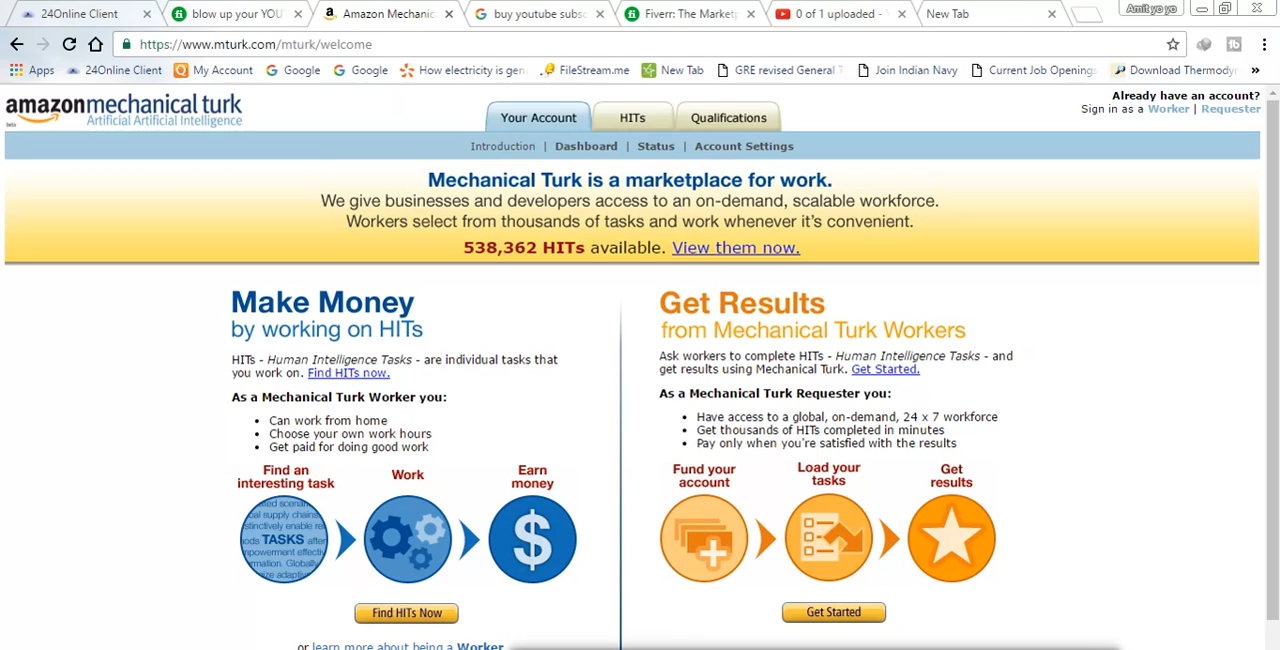 24Online Client
blow up your YOU
Amazon Mechanic
buy youtube subs
Fiverr: The Market
0 of 1 uploaded -
New Tab
Amit yo yo
https://www.mturk.com/mturk/welcome
Apps 24Online Client My Account Google Google How electricity is gen FileStream.me New Tab GRE revised General T Join Indian Navy Current Job Openings Download Thermody »
amazonmechanical turk
beta Artificial Artificial Intelligence
Your Account HITs Qualifications
Already have an account?
Sign in as a Worker | Requester
Introduction | Dashboard | Status | Account Settings
Mechanical Turk is a marketplace for work.
We give businesses and developers access to an on-demand, scalable workforce.
Workers select from thousands of tasks and work whenever it's convenient.
538,362 HITs available. View them now.
Make Money
by working on HITs
HITs - Human Intelligence Tasks - are individual tasks that
you work on. Find HITs now.
As a Mechanical Turk Worker you:
• Can work from home
• Choose your own work hours
• Get paid for doing good work
Find an
interesting task
Work
Earn
money
TASKS
$
Find HITs Now
or learn more about being a Worker
Get Results
from Mechanical Turk Workers
Ask workers to complete HITs - Human Intelligence Tasks - and
get results using Mechanical Turk. Get Started.
As a Mechanical Turk Requester you:
• Have access to a global, on-demand, 24 x 7 workforce
• Get thousands of HITs completed in minutes
• Pay only when you're satisfied with the results
Fund your
account
Load your
tasks
Get
results
Get Started